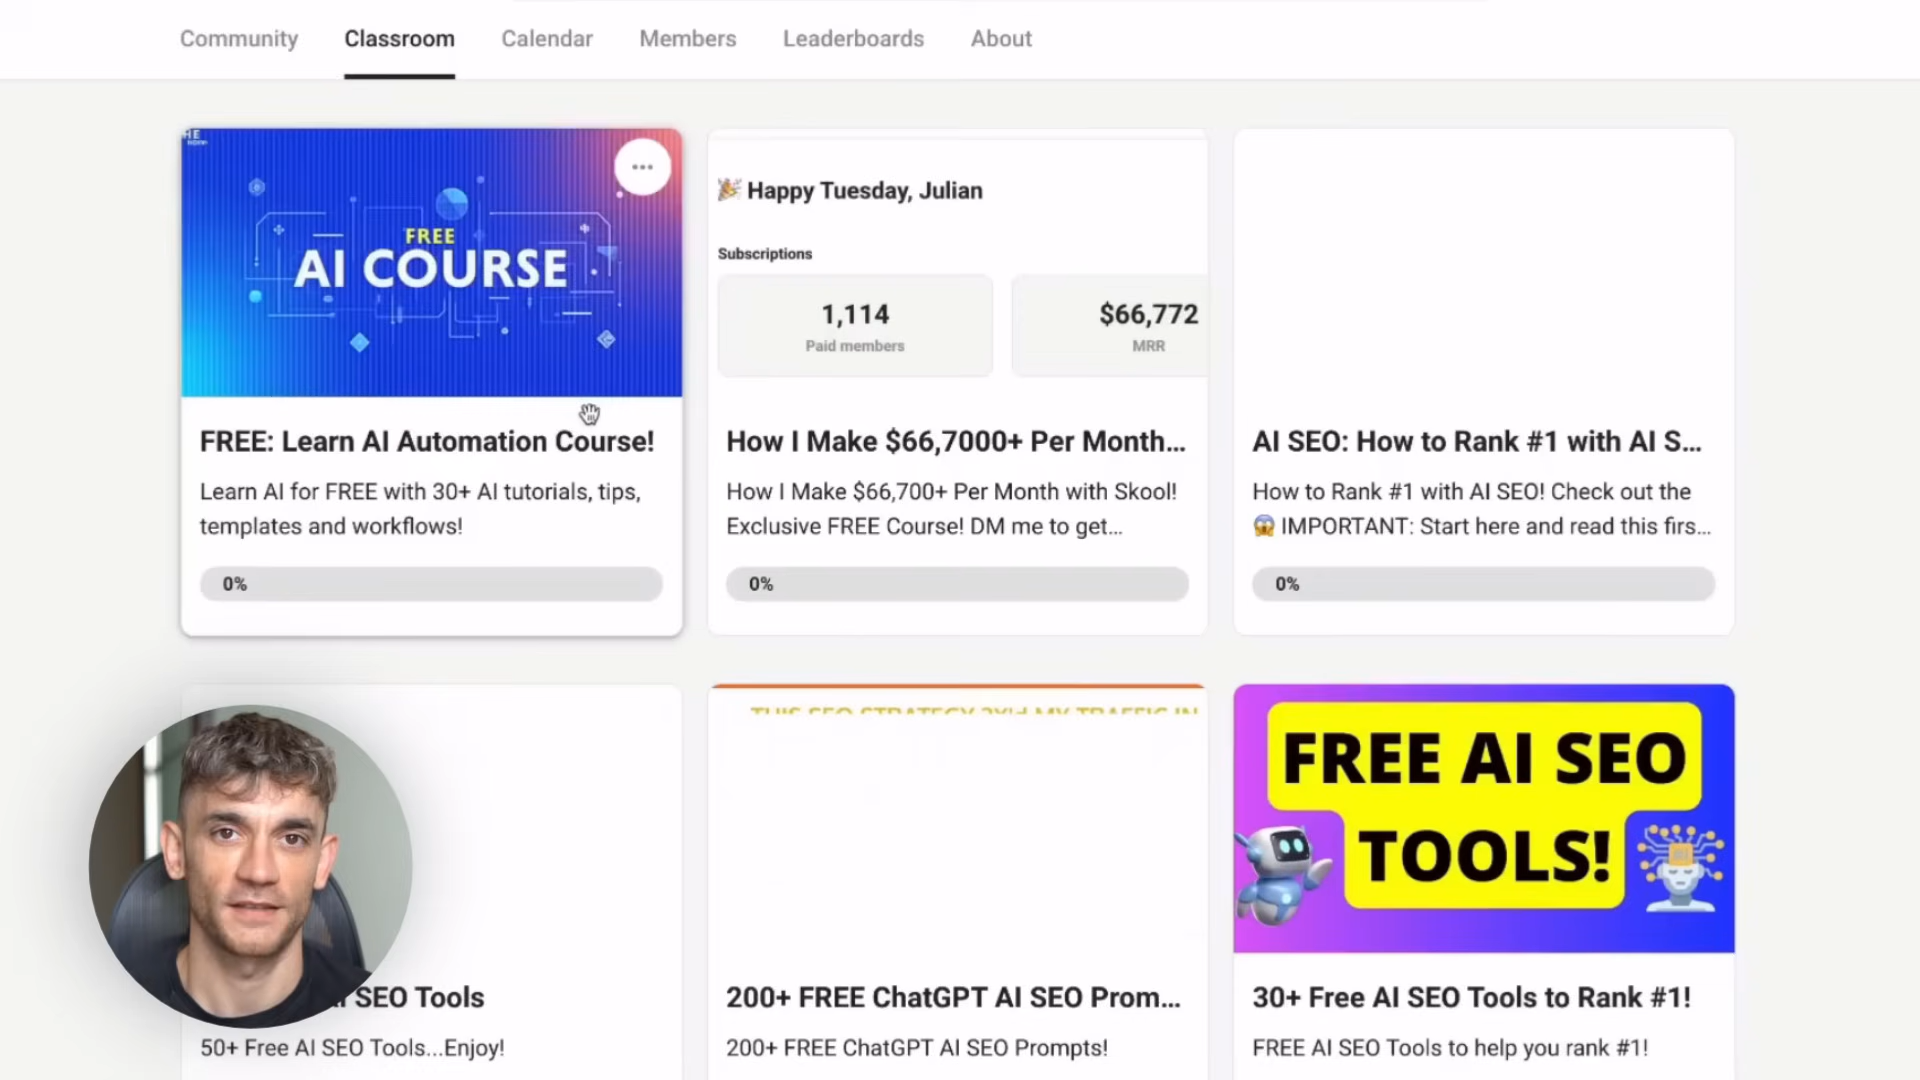 Community Classroom Calendar Members Leaderboards About
FREE
AI COURSE
FREE: Learn AI Automation Course!
Learn AI for FREE with 30+ AI tutorials, tips,
templates and workflows!
0%
Happy Tuesday, Julian
Subscriptions
1,114
Paid members
$66,772
MRR
How I Make $66,7000+ Per Month...
How I Make $66,700+ Per Month with Skool!
Exclusive FREE Course! DM me to get...
0%
AI SEO: How to Rank #1 with AI S...
How to Rank #1 with AI SEO! Check out the
😱 IMPORTANT: Start here and read this firs...
0%
SEO Tools
50+ Free AI SEO Tools...Enjoy!
THIS SEO STRATEGY MY TRAFFIC IN
200+ FREE ChatGPT AI SEO Prom...
200+ FREE ChatGPT AI SEO Prompts!
FREE AI SEO
TOOLS!
30+ Free AI SEO Tools to Rank #1!
FREE AI SEO Tools to help you rank #1!